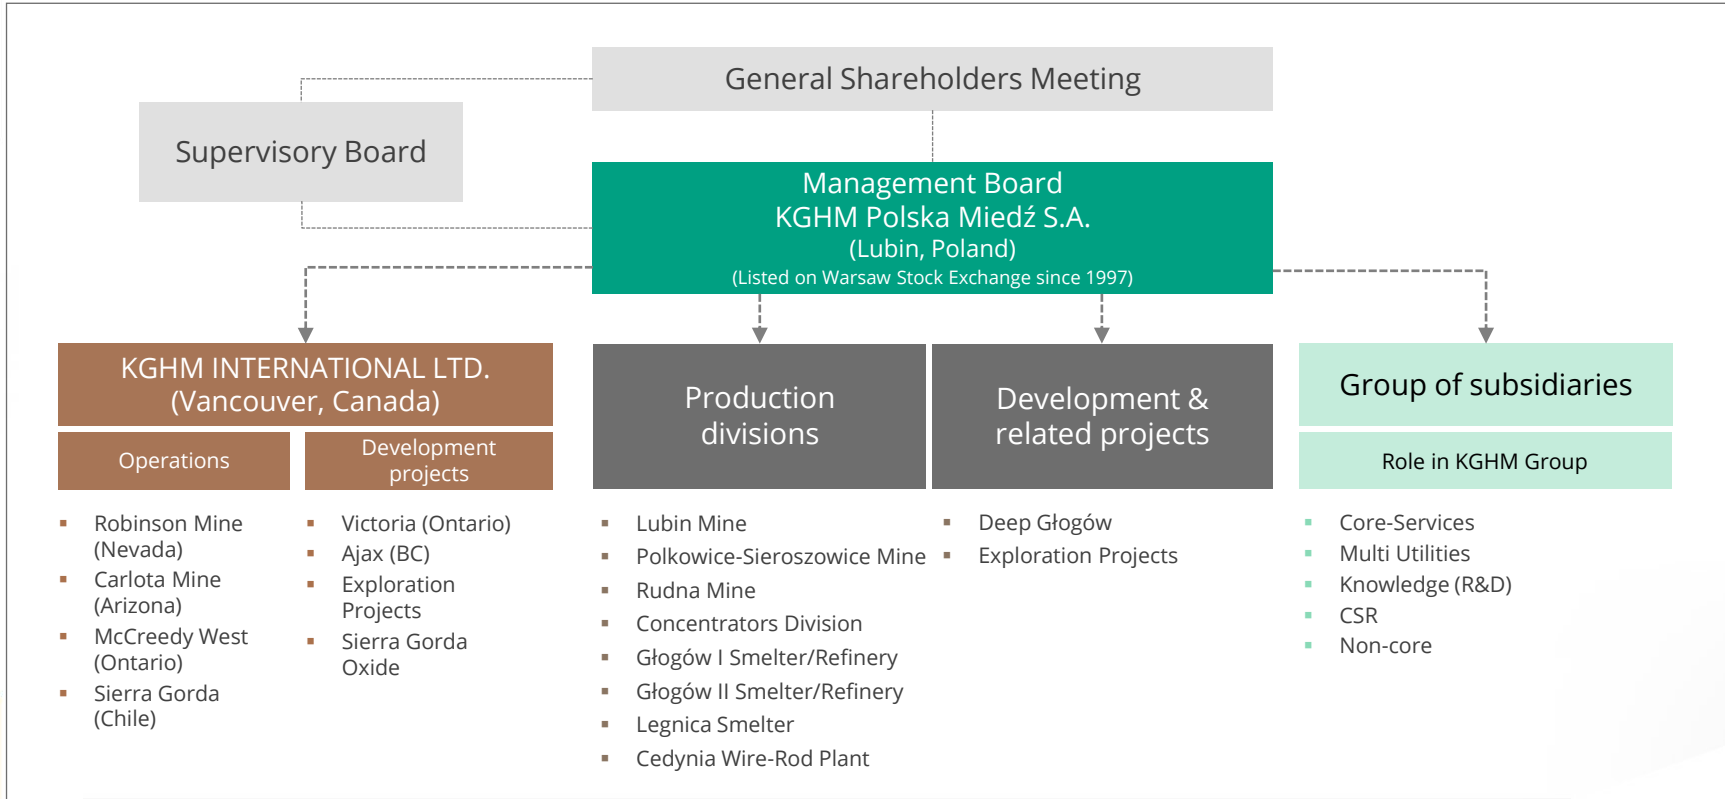 General Shareholders Meeting
Supervisory Board
Management Board
KGHM Polska Miedź S.A.
(Lubin, Poland)
(Listed on Warsaw Stock Exchange since 1997)
KGHM INTERNATIONAL LTD.
(Vancouver, Canada)
Operations
Robinson Mine
(Nevada)
Carlota Mine
(Arizona)
McCreedy West
(Ontario)
Sierra Gorda
(Chile)
Development
projects
Victoria (Ontario)
Ajax (BC)
Exploration
Projects
Sierra Gorda
Oxide
Production
divisions
Lubin Mine
Polkowice-Sieroszowice Mine
Rudna Mine
Concentrators Division
Głogów I Smelter/Refinery
Głogów II Smelter/Refinery
Legnica Smelter
Cedynia Wire-Rod Plant
Development &
related projects
Deep Głogów
Exploration Projects
Group of subsidiaries
Role in KGHM Group
Core-Services
Multi Utilities
Knowledge (R&D)
CSR
Non-core